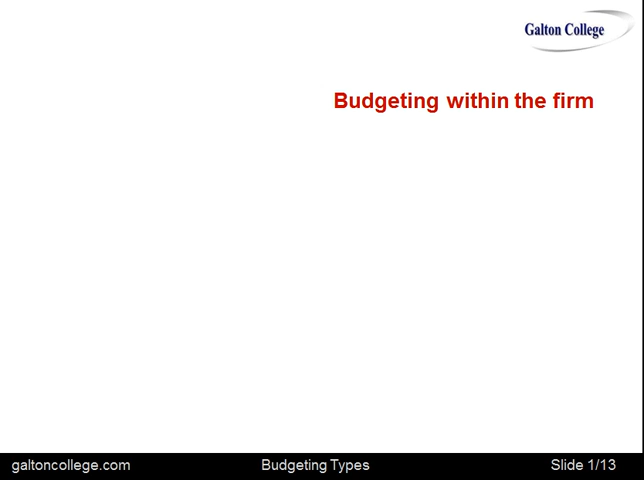 Galton College
Budgeting within the firm
galtoncollege.com Budgeting Types Slide 1/13